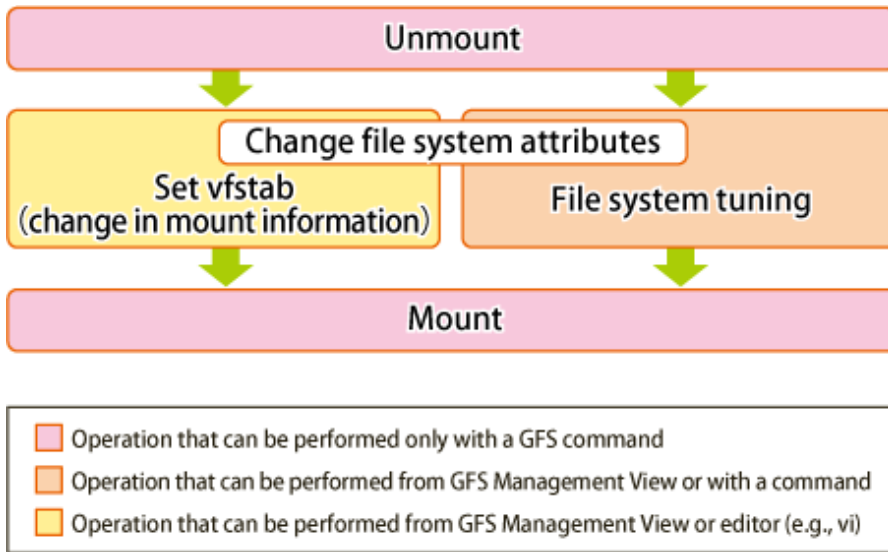 Unmount
Change file system attributes
Set vfstab
(change in mount information)
File system tuning
Mount
Operation that can be performed only with a GFS command
Operation that can be performed from GFS Management View or with a command
Operation that can be performed from GFS Management View or editor (e.g., vi)